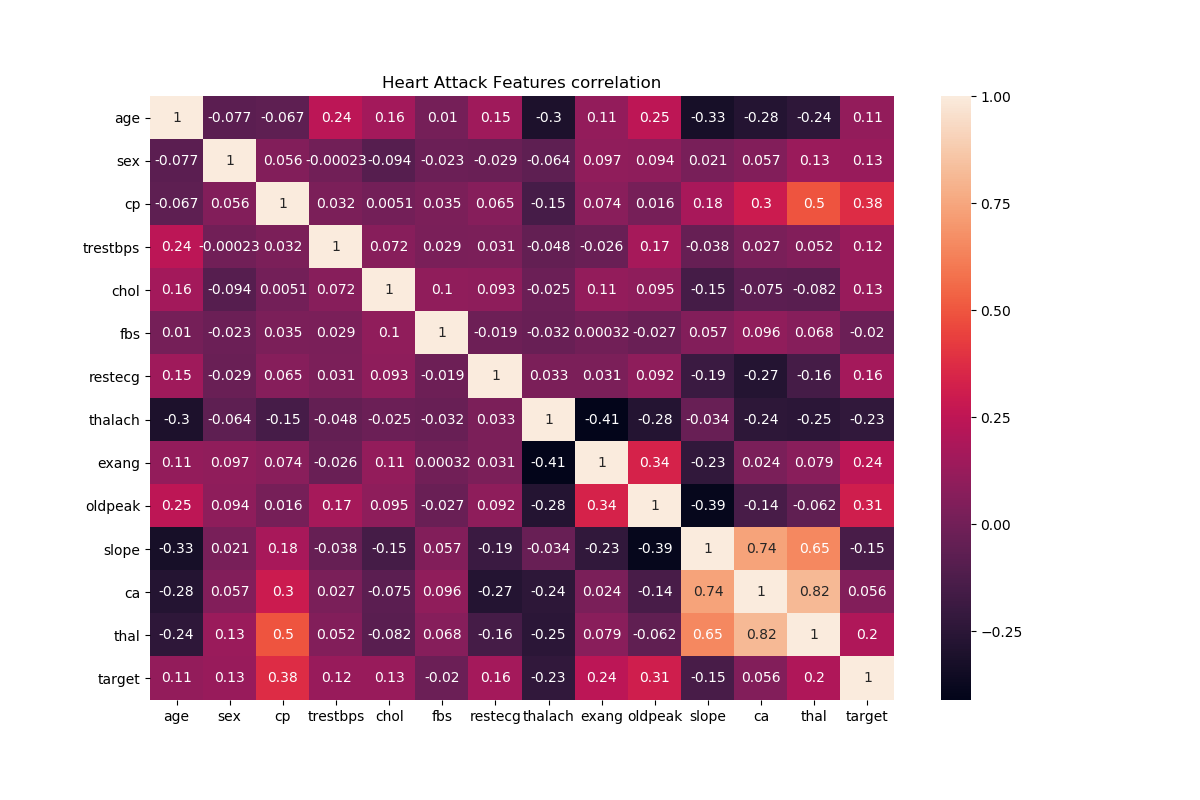 Heart Attack Features correlation
age 1 -0.077 -0.067 0.24 0.16 0.01 0.15 -0.3 0.11 0.25 -0.33 -0.28 -0.24 0.11
sex -0.077 1 0.056 -0.00023 -0.094 -0.023 -0.029 -0.064 0.097 0.094 0.021 0.057 0.13 0.13
cp -0.067 0.056 1 0.032 0.0051 0.035 0.065 -0.15 0.074 0.016 0.18 0.3 0.5 0.38
trestbps 0.24 -0.00023 0.032 1 0.072 0.029 0.031 -0.048 -0.026 0.17 -0.038 0.027 0.052 0.12
chol 0.16 -0.094 0.0051 0.072 1 0.1 0.093 -0.025 0.11 0.095 -0.15 -0.075 -0.082 0.13
fbs 0.01 -0.023 0.035 0.029 0.1 1 -0.019 -0.032 0.00032 -0.027 0.057 0.096 0.068 -0.02
restecg 0.15 -0.029 0.065 0.031 0.093 -0.019 1 0.033 0.031 0.092 -0.19 -0.27 -0.16 0.16
thalach -0.3 -0.064 -0.15 -0.048 -0.025 -0.032 0.033 1 -0.41 -0.28 -0.034 -0.24 -0.25 -0.23
exang 0.11 0.097 0.074 -0.026 0.11 0.00032 0.031 -0.41 1 0.34 -0.23 0.024 0.079 0.24
oldpeak 0.25 0.094 0.016 0.17 0.095 -0.027 0.092 -0.28 0.34 1 -0.39 -0.14 -0.062 0.31
slope -0.33 0.021 0.18 -0.038 -0.15 0.057 -0.19 -0.034 -0.23 -0.39 1 0.74 0.65 -0.15
ca -0.28 0.057 0.3 0.027 -0.075 0.096 -0.27 -0.24 0.024 -0.14 0.74 1 0.82 0.056
thal -0.24 0.13 0.5 0.052 -0.082 0.068 -0.16 -0.25 0.079 -0.062 0.65 0.82 1 0.2
target 0.11 0.13 0.38 0.12 0.13 -0.02 0.16 -0.23 0.24 0.31 -0.15 0.056 0.2 1
age sex cp trestbps chol fbs restecg thalach exang oldpeak slope ca thal target
1.00
0.75
0.50
0.25
0.00
−0.25